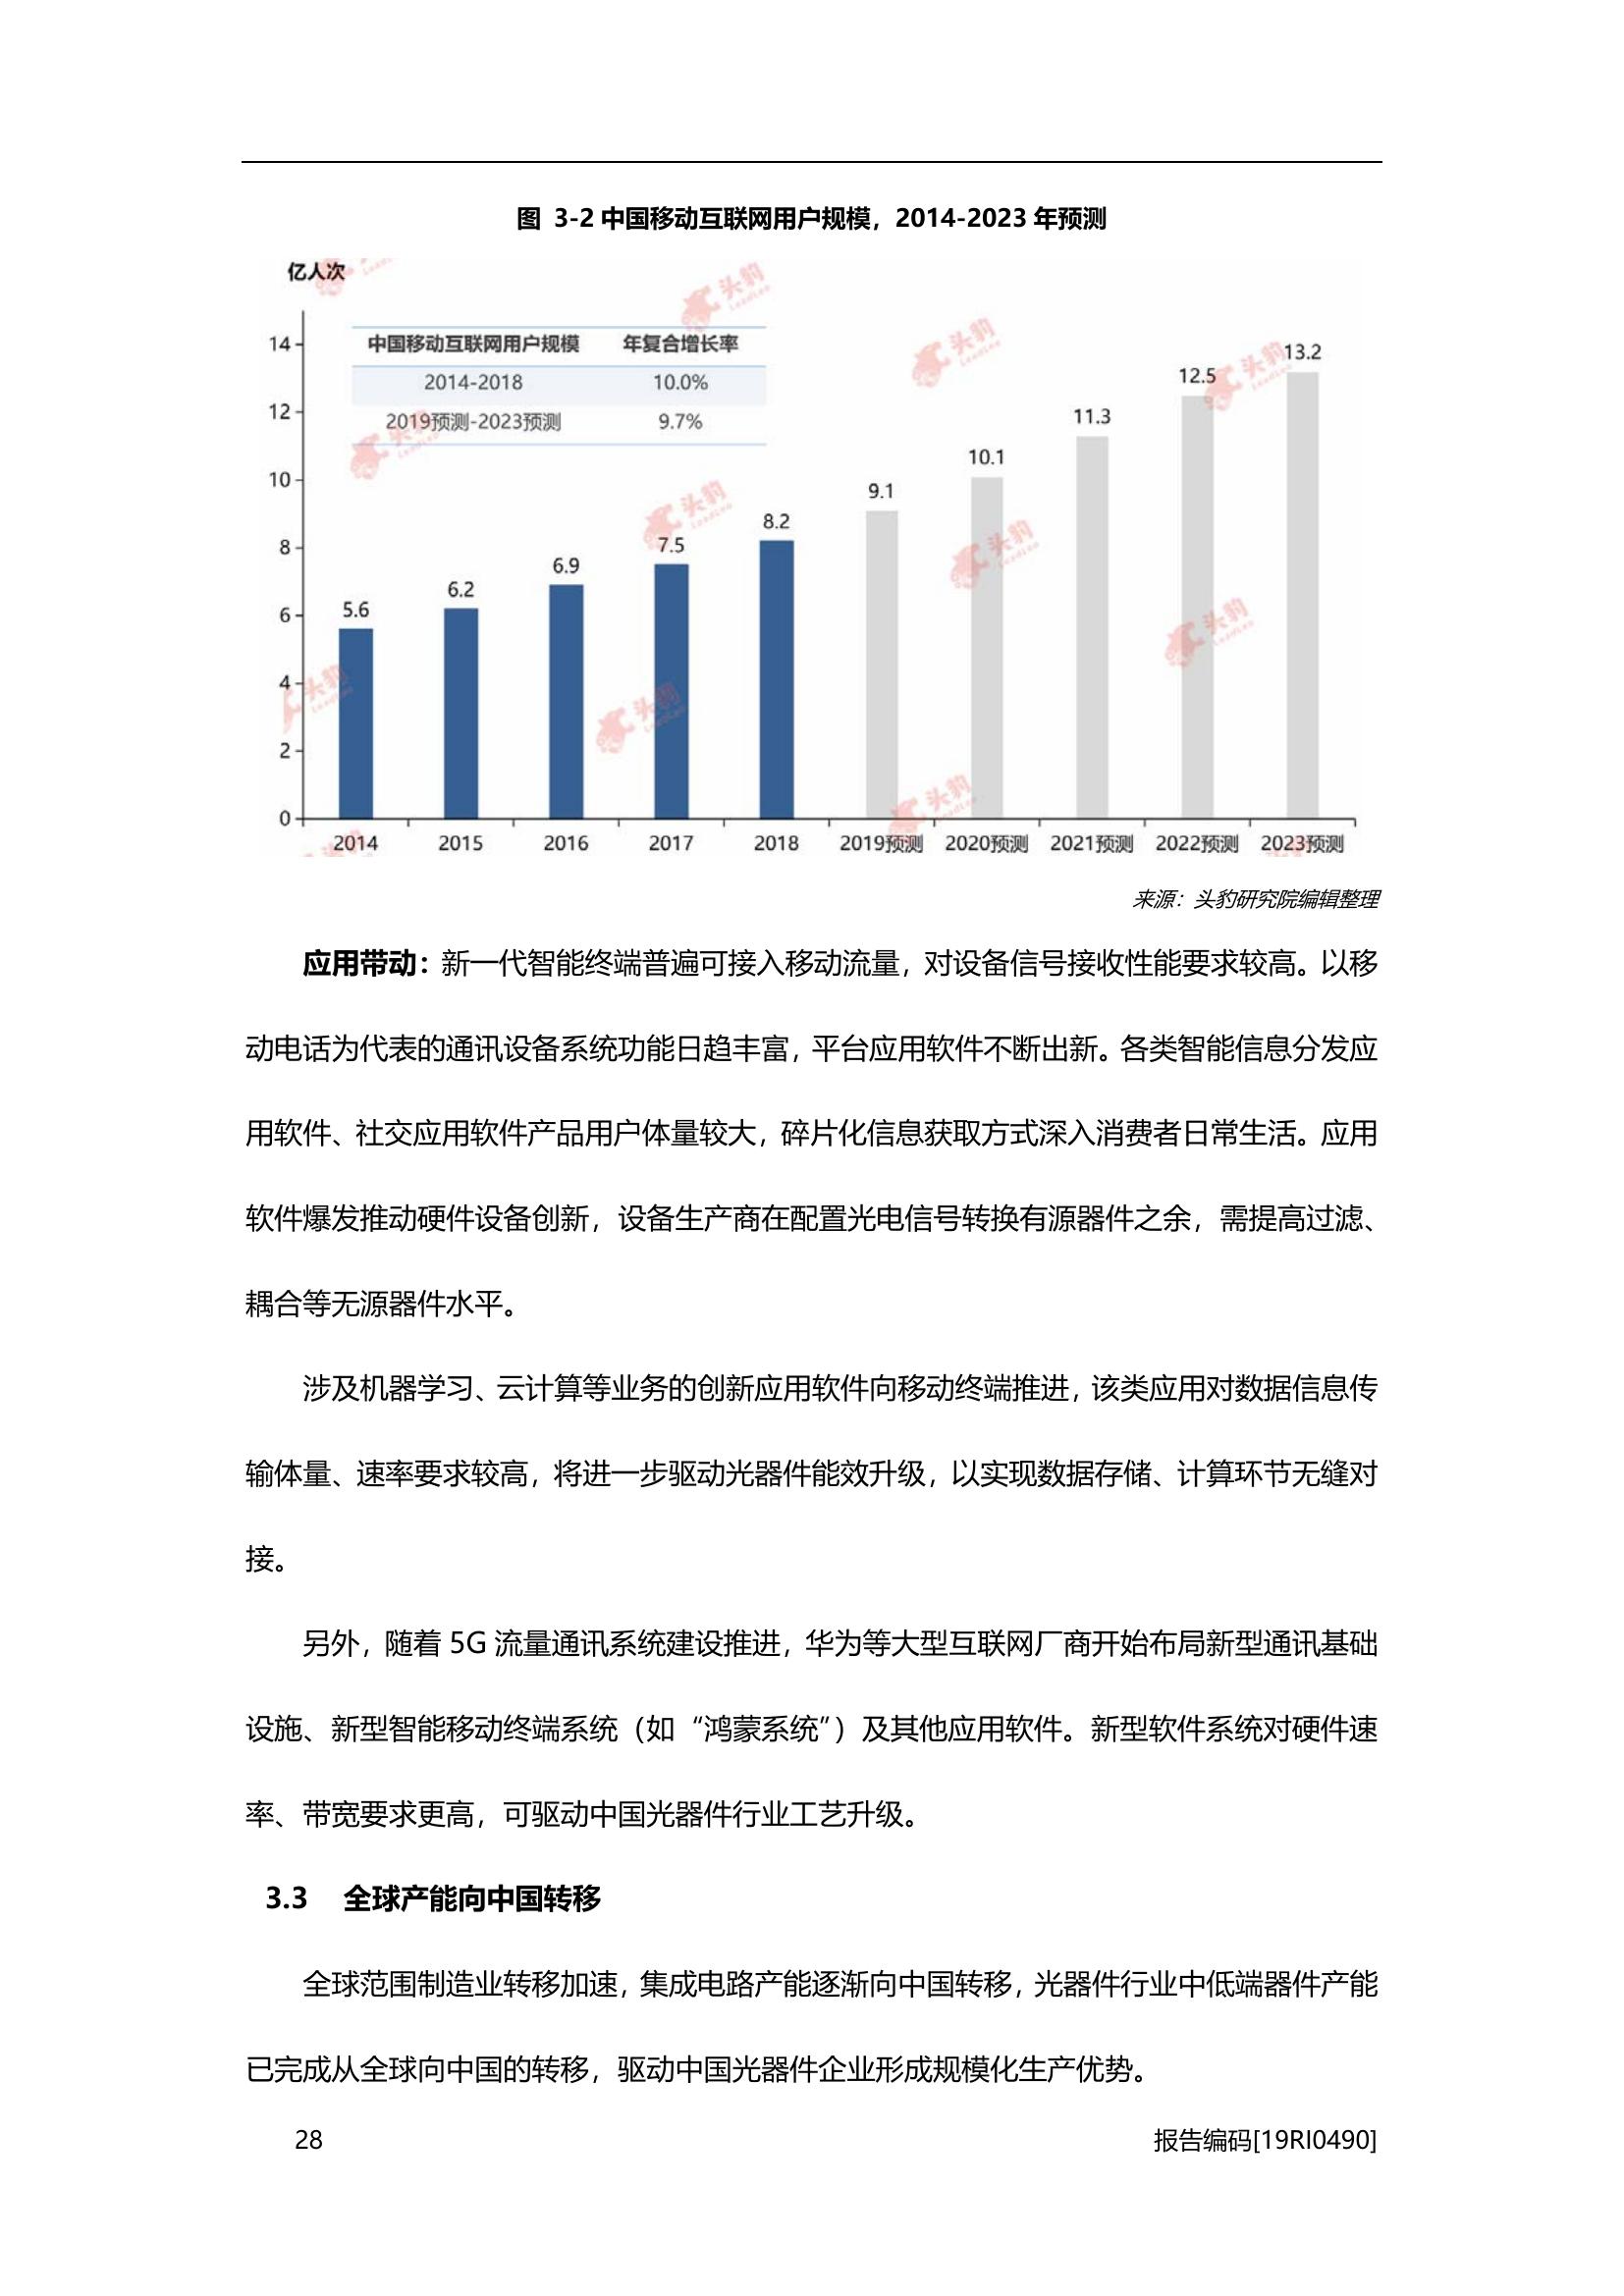 图 3-2 中国移动互联网用户规模，2014-2023 年预测
亿人次
中国移动互联网用户规模 年复合增长率
2014-2018 10.0%
2019预测-2023预测 9.7%
14
12
10
8
6
4
2
0
5.6
6.2
6.9
7.5
8.2
9.1
10.1
11.3
12.5
13.2
2014 2015 2016 2017 2018 2019预测 2020预测 2021预测 2022预测 2023预测
头豹
LeadLeo
来源：头豹研究院编辑整理
应用带动：新一代智能终端普遍可接入移动流量，对设备信号接收性能要求较高。以移
动电话为代表的通讯设备系统功能日趋丰富，平台应用软件不断出新。各类智能信息分发应
用软件、社交应用软件产品用户体量较大，碎片化信息获取方式深入消费者日常生活。应用
软件爆发推动硬件设备创新，设备生产商在配置光电信号转换有源器件之余，需提高过滤、
耦合等无源器件水平。
涉及机器学习、云计算等业务的创新应用软件向移动终端推进，该类应用对数据信息传
输体量、速率要求较高，将进一步驱动光器件能效升级，以实现数据存储、计算环节无缝对
接。
另外，随着 5G 流量通讯系统建设推进，华为等大型互联网厂商开始布局新型通讯基础
设施、新型智能移动终端系统（如“鸿蒙系统”）及其他应用软件。新型软件系统对硬件速
率、带宽要求更高，可驱动中国光器件行业工艺升级。
3.3 全球产能向中国转移
全球范围制造业转移加速，集成电路产能逐渐向中国转移，光器件行业中低端器件产能
已完成从全球向中国的转移，驱动中国光器件企业形成规模化生产优势。
28 报告编码[19RI0490]